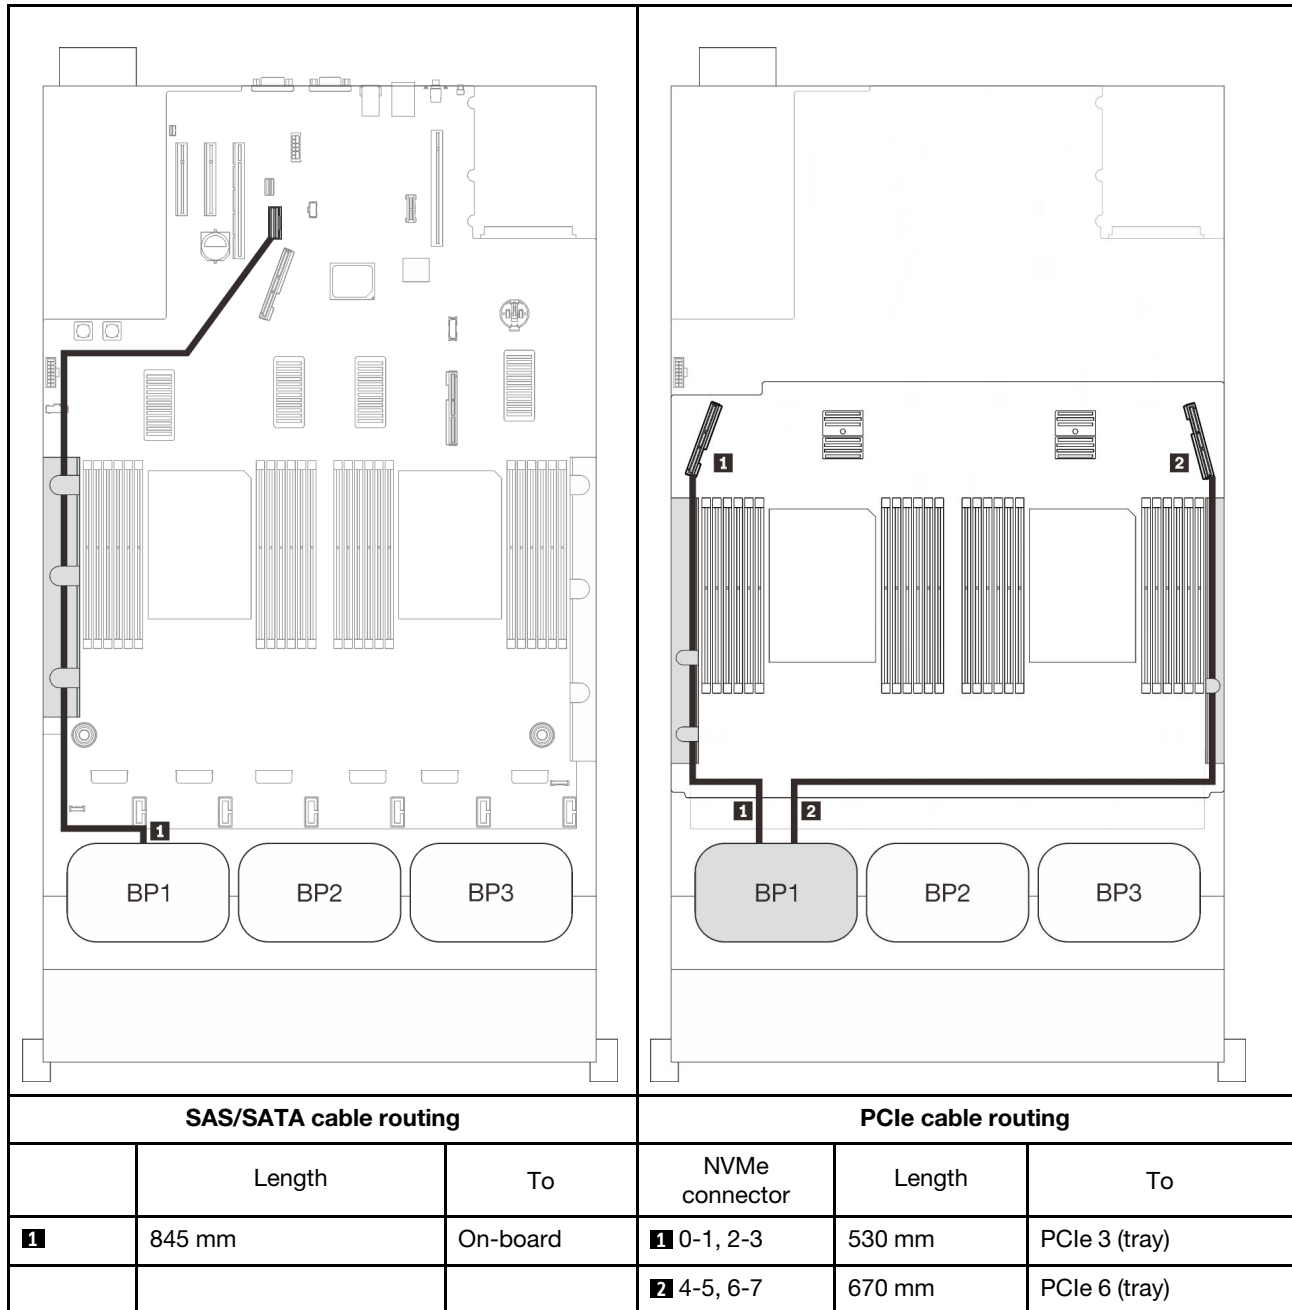 1
BP1
BP2
BP3
1
2
1
2
BP1
BP2
BP3
SAS/SATA cable routing
PCIe cable routing
Length
To
NVMe connector
Length
To
1
845 mm
On-board
1 0-1, 2-3
530 mm
PCIe 3 (tray)
2 4-5, 6-7
670 mm
PCIe 6 (tray)